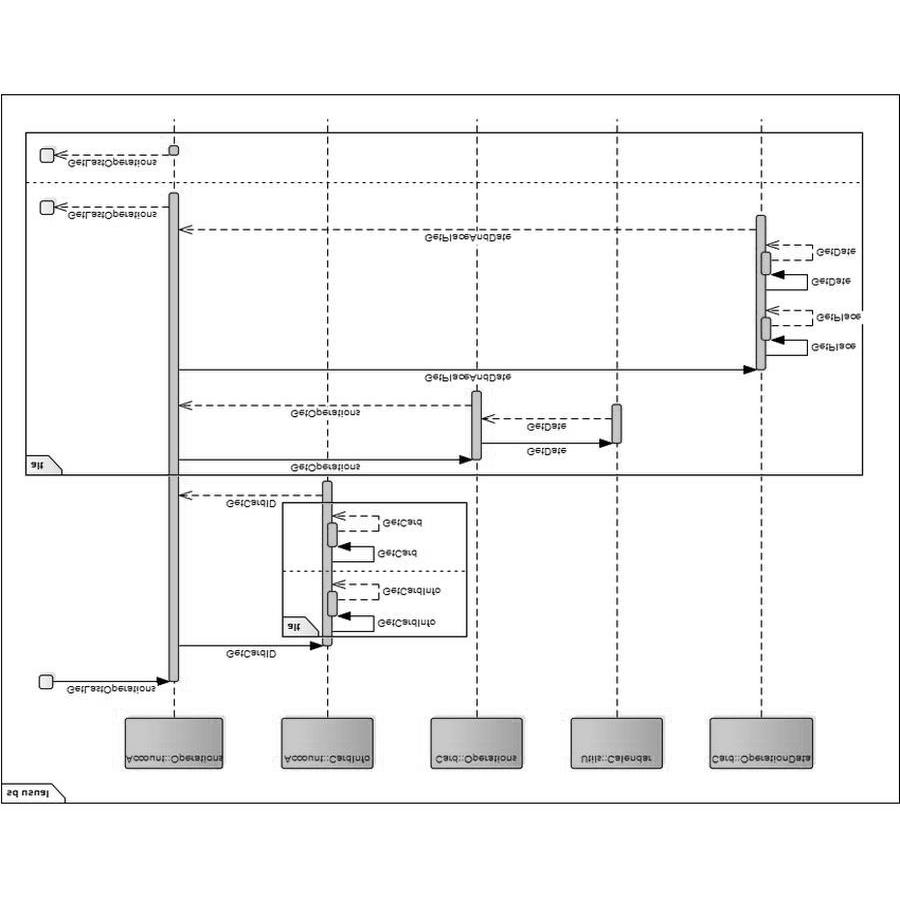 sd usual
Account::Operations
Account::CardInfo
Card::Operations
Utils::Calendar
Card::OperationData
GetLastOperations
GetCardID
alt
GetCardInfo
GetCardInfo
GetCard
GetCard
GetCardID
alt
GetOperations
GetDate
GetDate
GetOperations
GetPlaceAndDate
GetPlace
GetPlace
GetDate
GetDate
GetPlaceAndDate
GetLastOperations
GetLastOperations